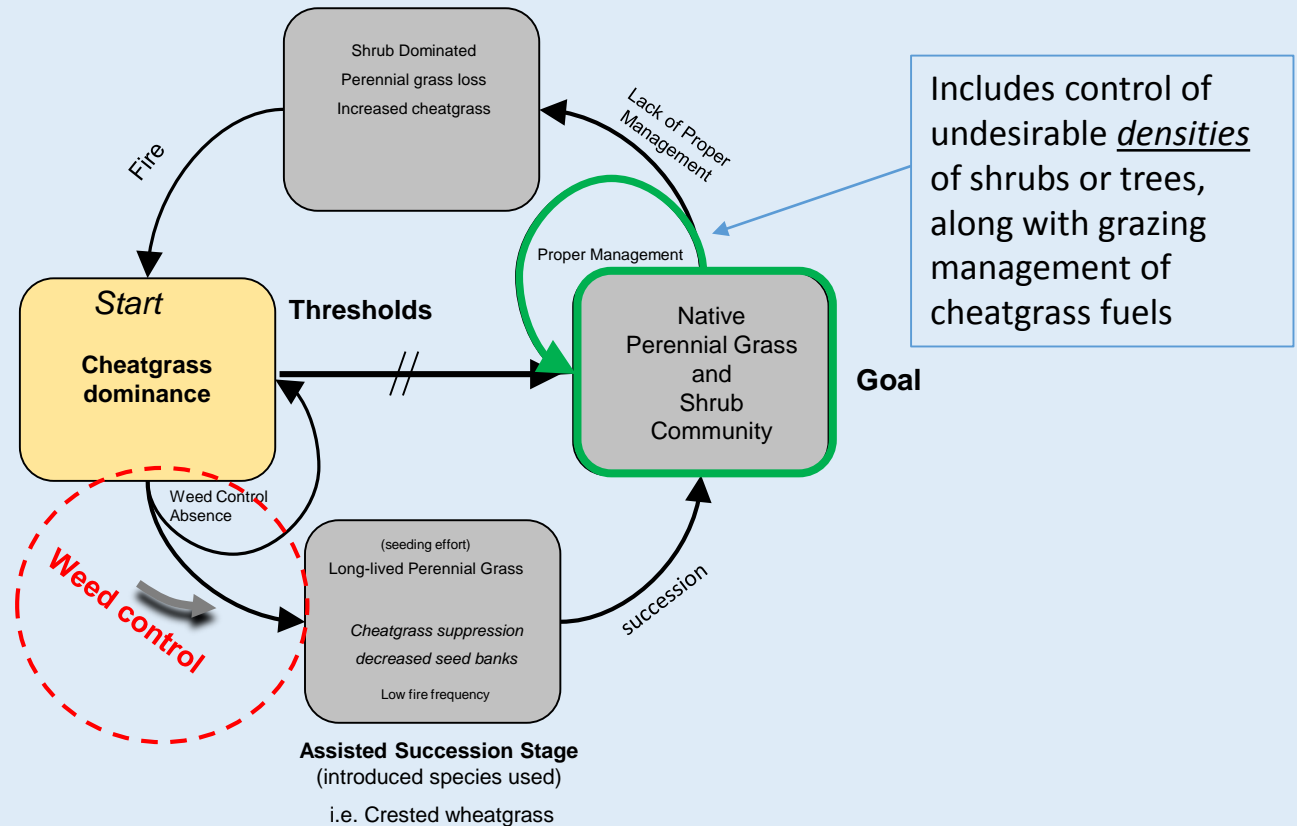 Shrub Dominated
Perennial grass loss
Increased cheatgrass
Fire
Lack of Proper
Management
Includes control of
undesirable densities
of shrubs or trees,
along with grazing
management of
cheatgrass fuels
Proper Management
Start
Cheatgrass
dominance
Thresholds
Native
Perennial Grass
and
Shrub
Community
Goal
Weed Control
Absence
Weed control
(seeding effort)
Long-lived Perennial Grass
Cheatgrass suppression
decreased seed banks
Low fire frequency
succession
Assisted Succession Stage
(introduced species used)
i.e. Crested wheatgrass